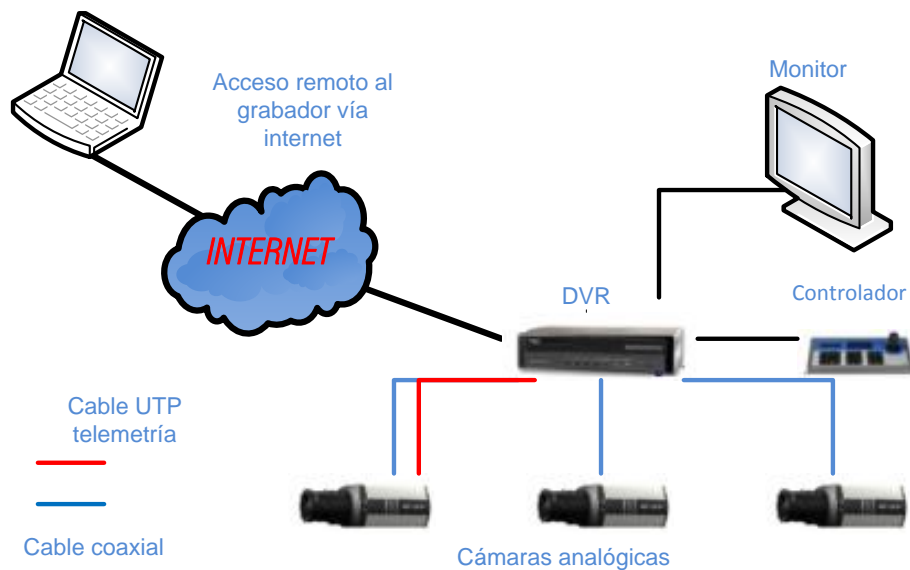 Acceso remoto al
grabador vía
internet
Monitor
INTERNET
DVR
Controlador
Cable UTP
telemetría
Cable coaxial
Cámaras analógicas